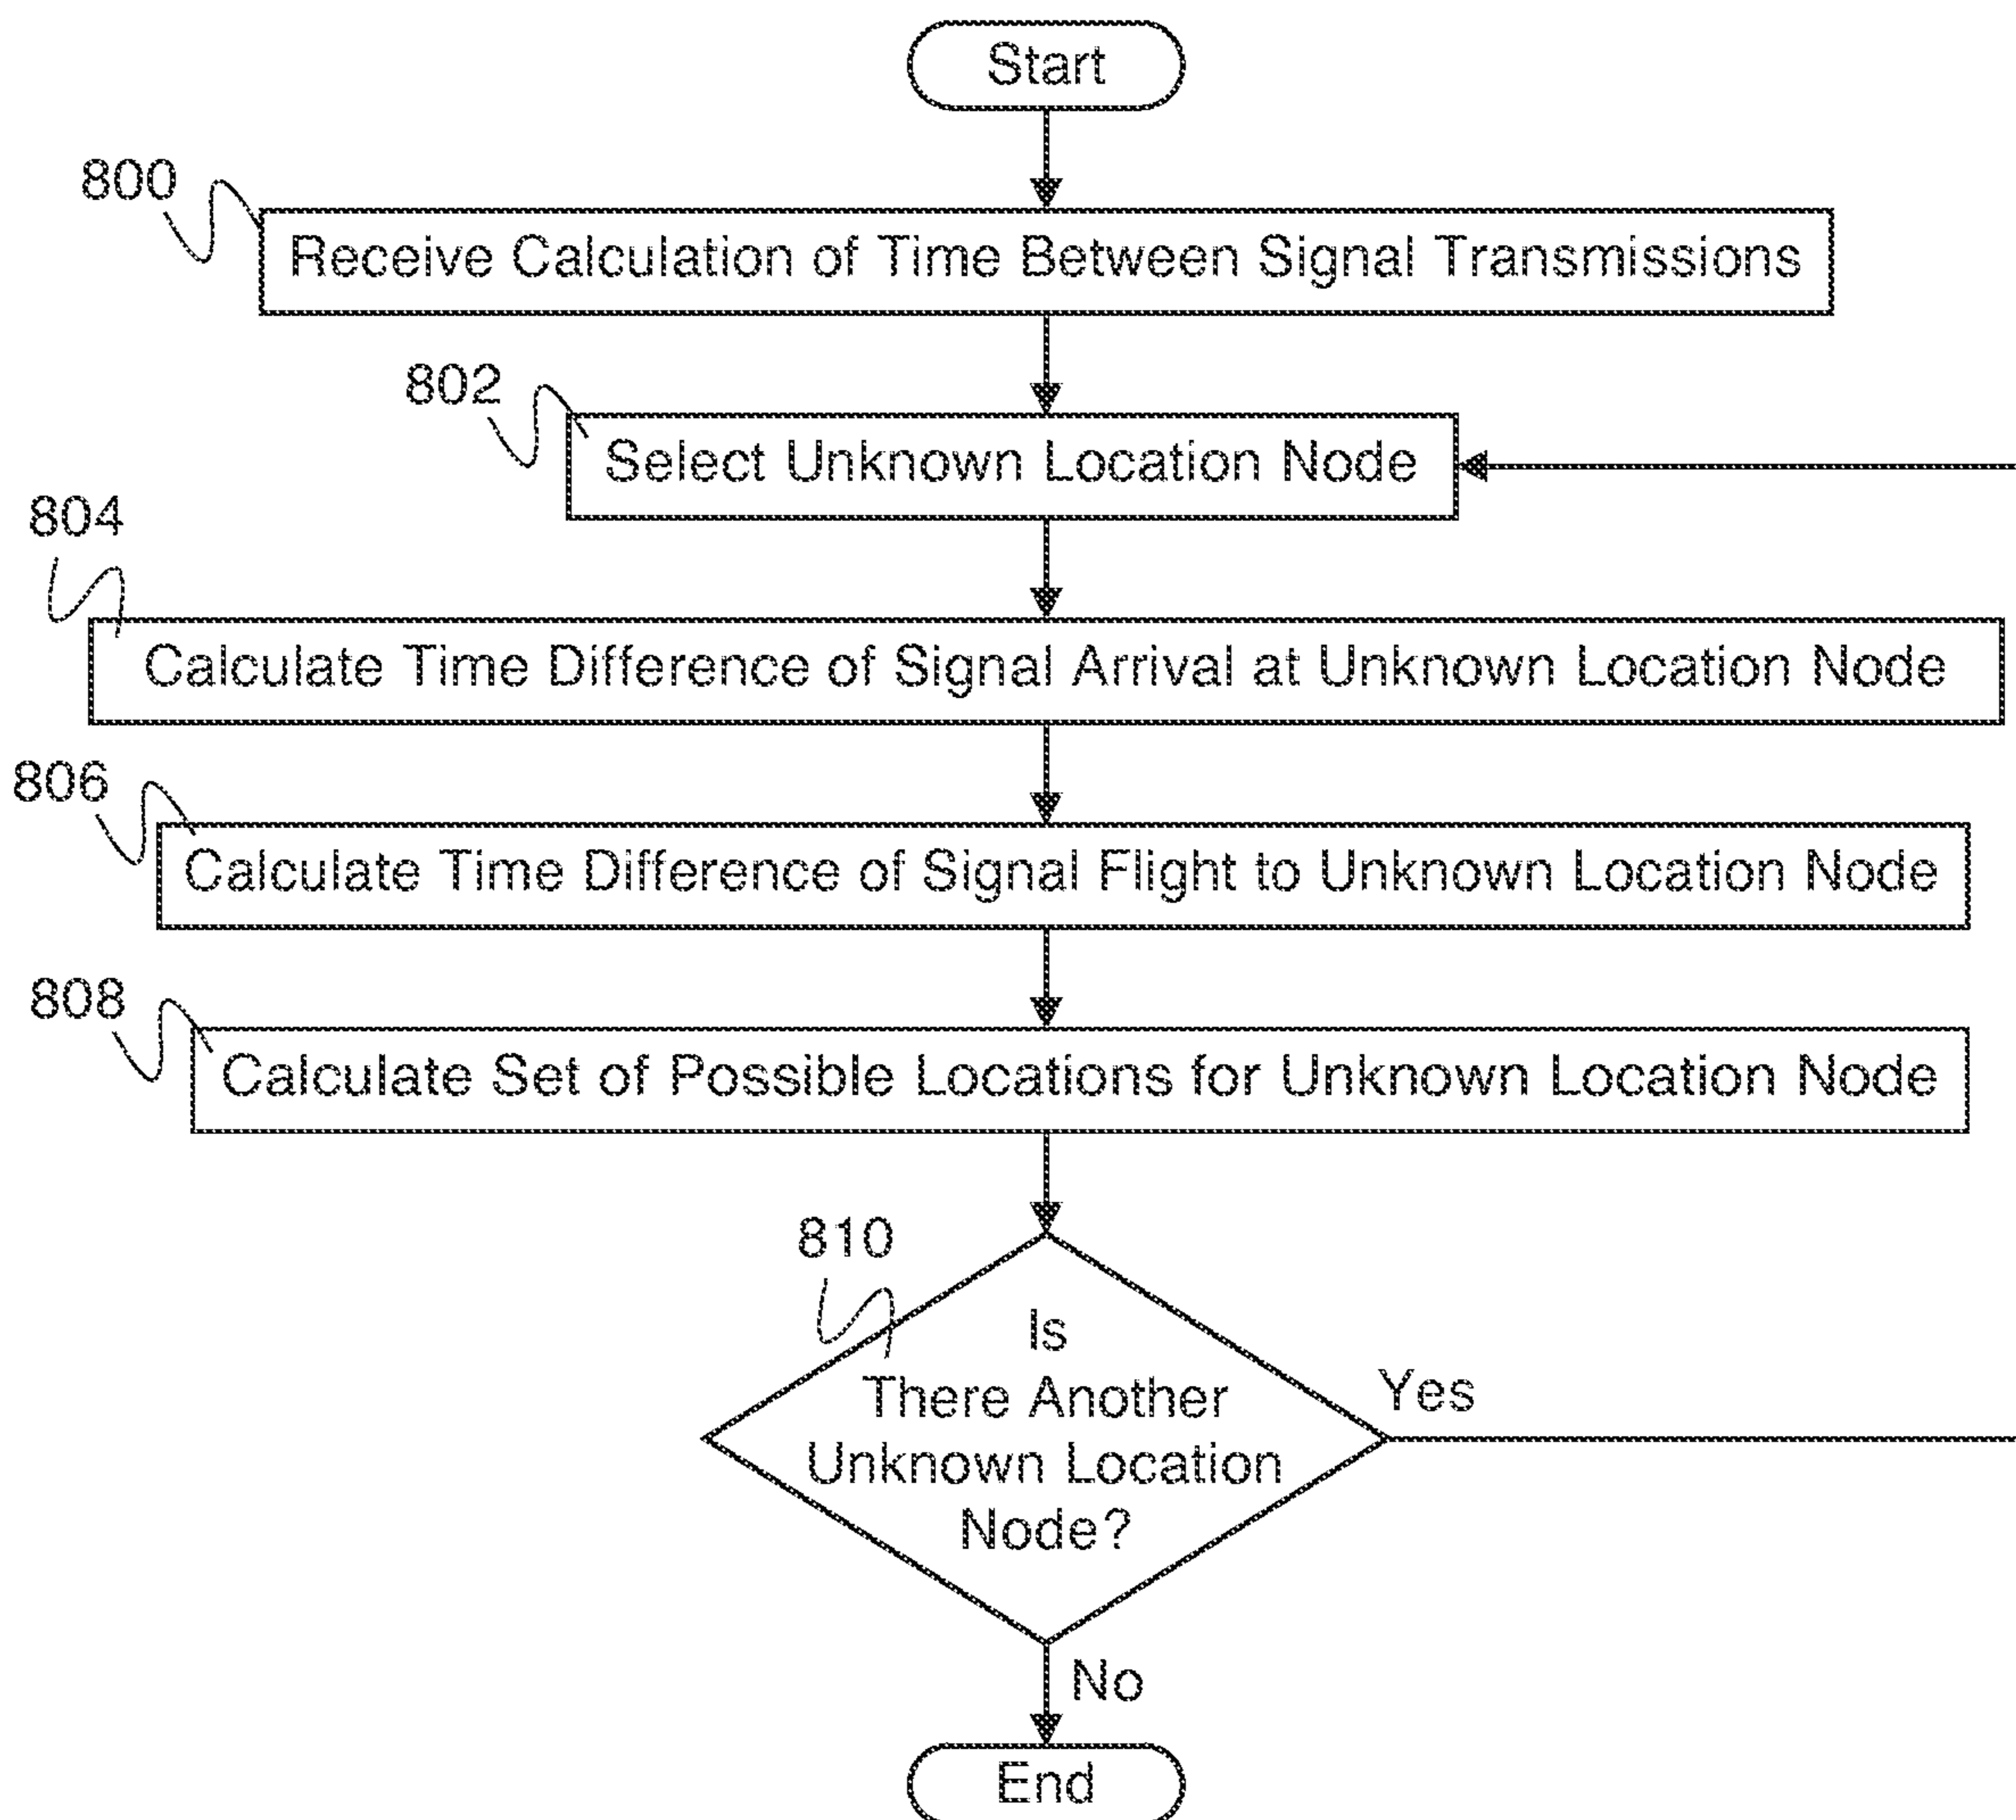 Start
800
Receive Calculation of Time Between Signal Transmissions
802
Select Unknown Location Node
804
Calculate Time Difference of Signal Arrival at Unknown Location Node
806
Calculate Time Difference of Signal Flight to Unknown Location Node
808
Calculate Set of Possible Locations for Unknown Location Node
810
Is
There Another
Unknown Location
Node?
Yes
No
End